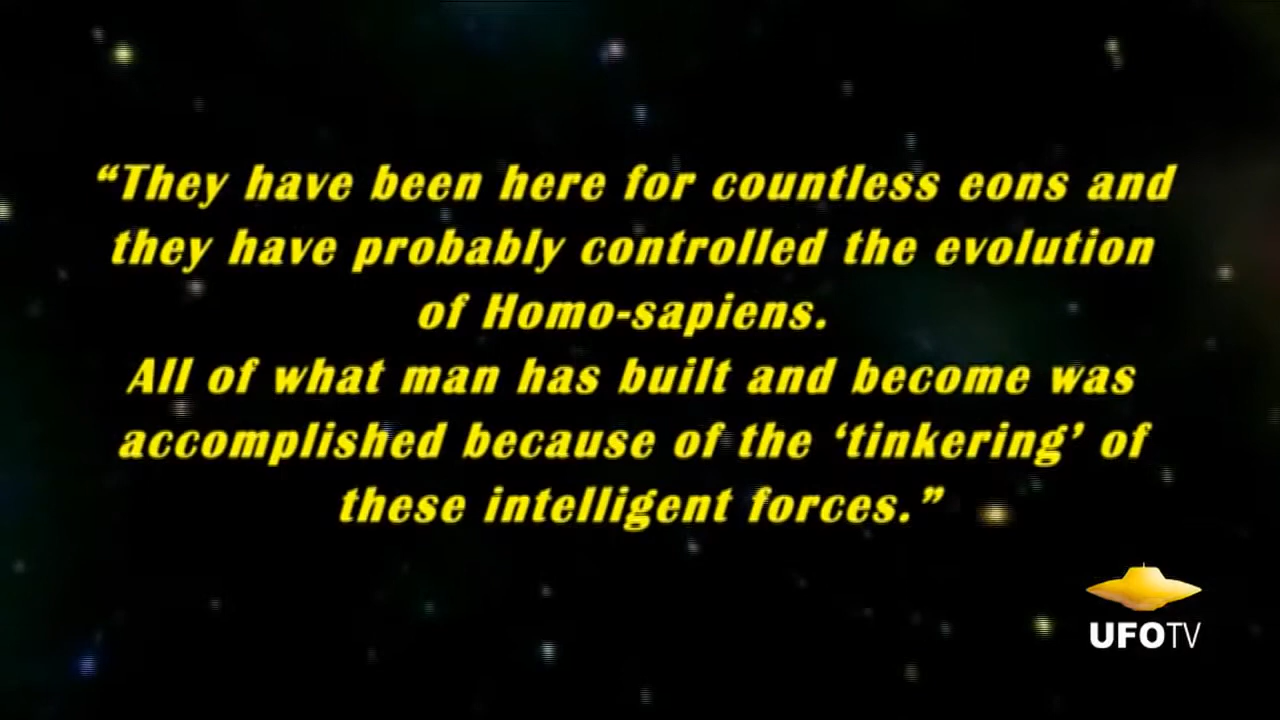 “They have been here for countless eons and
they have probably controlled the evolution
of Homo-sapiens.
All of what man has built and become was
accomplished because of the ‘tinkering’ of
these intelligent forces.”
UFOTV